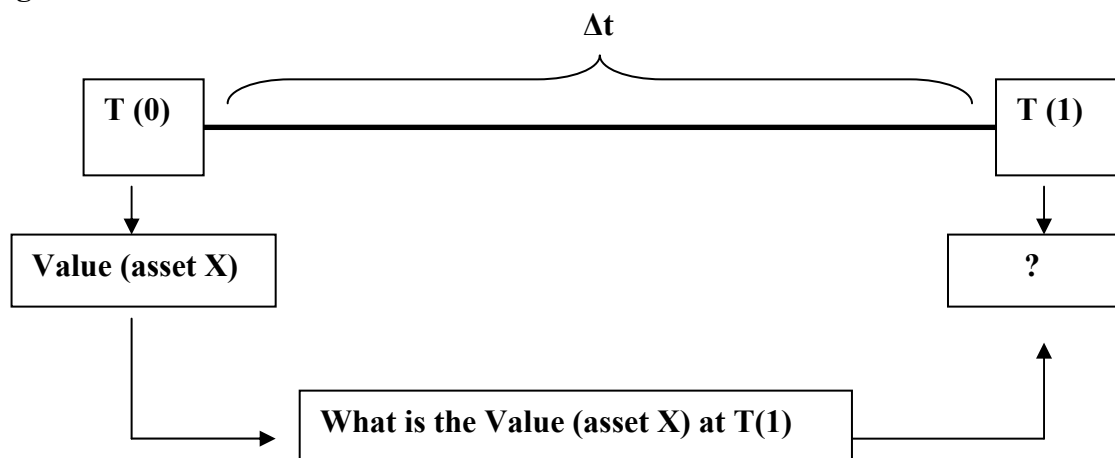 Δt
T (0)
T (1)
Value (asset X)
?
What is the Value (asset X) at T(1)